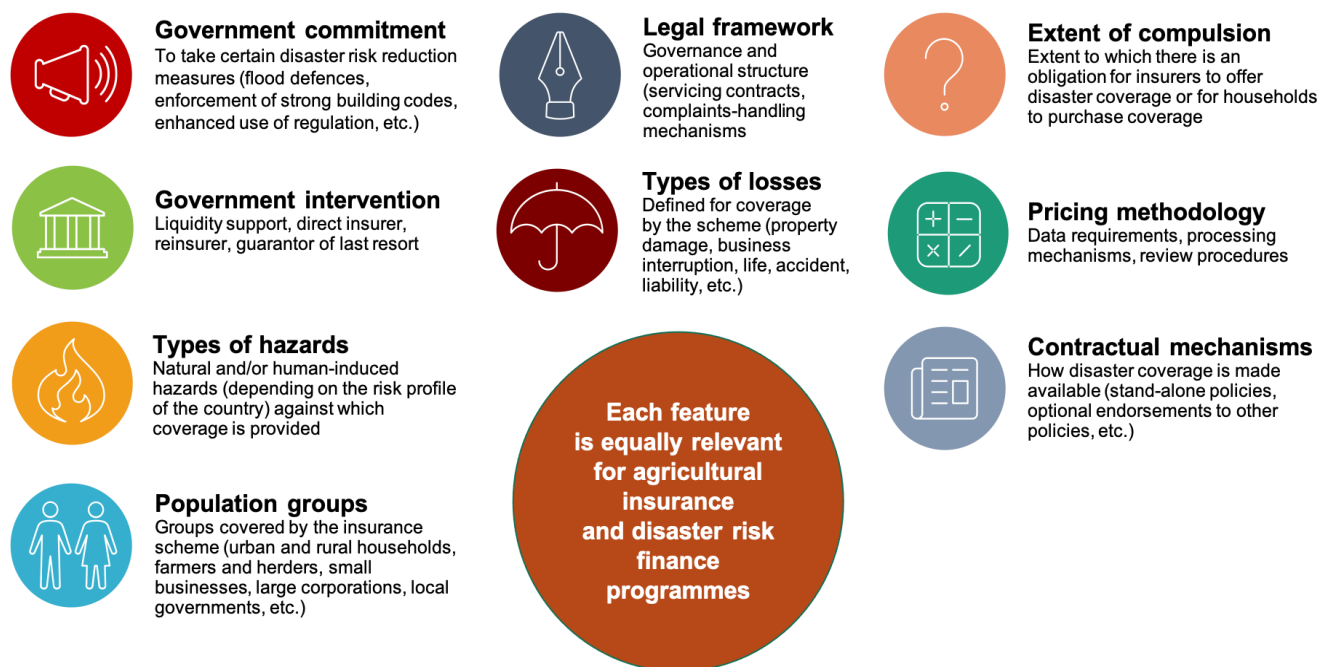 Government commitment
To take certain disaster risk reduction
measures (flood defences,
enforcement of strong building codes,
enhanced use of regulation, etc.)
Government intervention
Liquidity support, direct insurer,
reinsurer, guarantor of last resort
Types of hazards
Natural and/or human-induced
hazards (depending on the risk profile
of the country) against which
coverage is provided
Population groups
Groups covered by the insurance
scheme (urban and rural households,
farmers and herders, small
businesses, large corporations, local
governments, etc.)
Legal framework
Governance and
operational structure
(servicing contracts,
complaints-handling
mechanisms
Types of losses
Defined for coverage
by the scheme (property
damage, business
interruption, life, accident,
liability, etc.)
Each feature
is equally relevant
for agricultural
insurance
and disaster risk
finance
programmes
Extent of compulsion
Extent to which there is an
obligation for insurers to offer
disaster coverage or for households
to purchase coverage
Pricing methodology
Data requirements, processing
mechanisms, review procedures
Contractual mechanisms
How disaster coverage is made
available (stand-alone policies,
optional endorsements to other
policies, etc.)